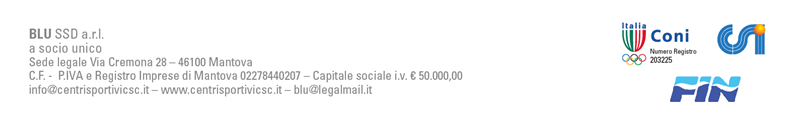 BLU SSD a.r.l.
a socio unico
Sede legale Via Cremona 28 – 46100 Mantova
C.F. - P.IVA e Registro Imprese di Mantova 02278440207 – Capitale sociale i.v. € 50.000,00
info@centrisportivicsc.it – www.centrisportivicsc.it – blu@legalmail.it
Italia
Coni
Numero Registro
203225
CSI
FIN